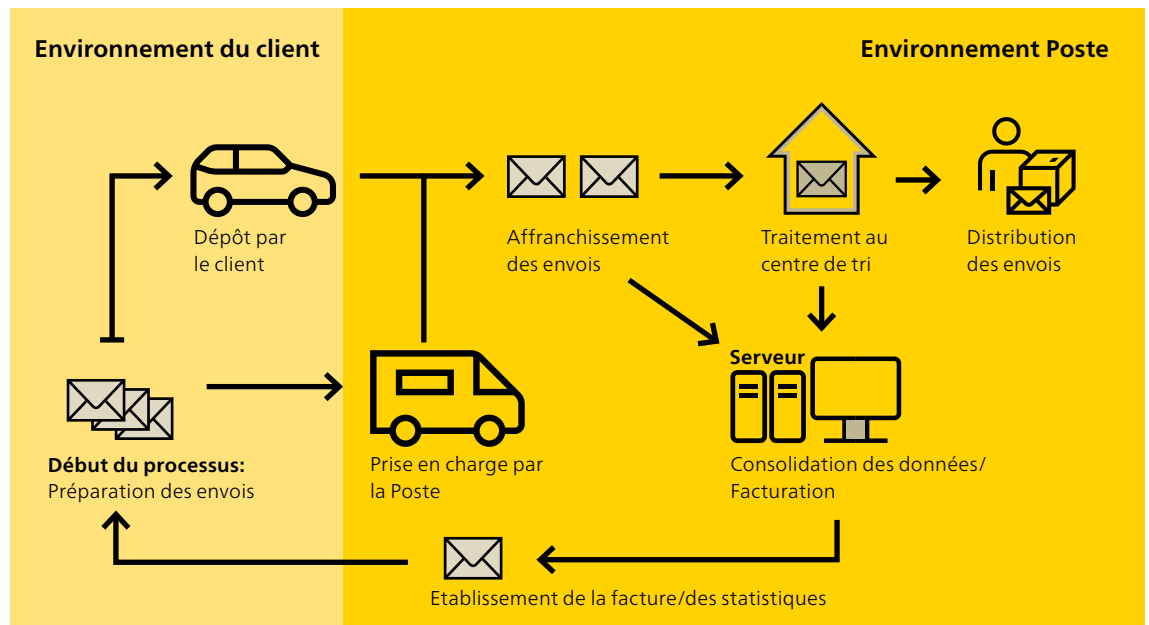 Environnement du client
Environnement Poste
Dépôt par
le client
Affranchissement
des envois
Traitement au
centre de tri
Distribution
des envois
Début du processus:
Préparation des envois
Prise en charge par
la Poste
Serveur
Consolidation des données/
Facturation
Etablissement de la facture/des statistiques